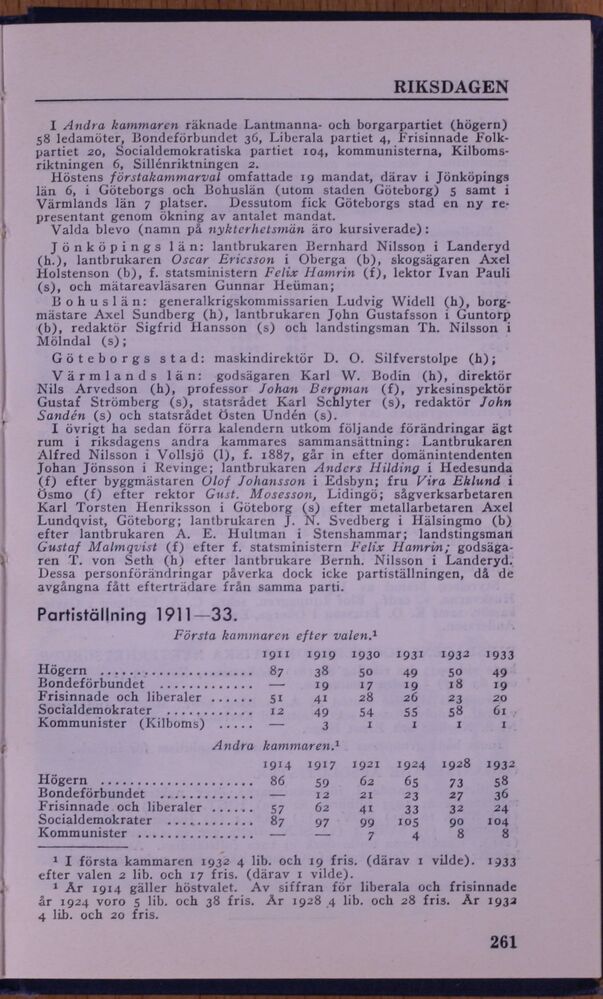 RIKSDAGEN
I Andra kammaren räknade Lantmanna- och borgarpartiet (högern)
58 ledamöter, Bondeförbundet 36, Liberala partiet 4, Frisinnade Folk-
partiet 20, Socialdemokratiska partiet 104, kommunisterna, Kilboms-
riktningen 6, Sillénriktningen 2.
Höstens förstakammarval omfattade 19 mandat, därav i Jönköpings
län 6, i Göteborgs och Bohuslän (utom staden Göteborg) 5 samt i
Värmlands län 7 platser. Dessutom fick Göteborgs stad en ny re-
presentant genom ökning av antalet mandat.
Valda blevo (namn på nykterhetsmän äro kursiverade):
Jönköpings län: lantbrukaren Bernhard Nilsson i Landeryd
(h.), lantbrukaren Oscar Ericsson i Oberga (b), skogsägaren Axel
Holstenson (b), f. statsministern Felix Hamrin (f), lektor Ivan Pauli
(s), och mätareavläsaren Gunnar Heüman;
Bohuslän: generalkrigskommissarien Ludvig Widell (h), borg-
mästare Axel Sundberg (h), lantbrukaren John Gustafsson i Guntorp
(b), redaktör Sigfrid Hansson (s) och landstingsman Th. Nilsson i
Mölndal (s);
Göteborgs stad: maskindirektör D. O. Silfverstolpe (h);
Värmlands län: godsägaren Karl W. Bodin (h), direktör
Nils Arvedson (h), professor Johan Bergman (f), yrkesinspektör
Gustaf Strömberg (s), statsrådet Karl Schlyter (s), redaktör John
Sandén (s) och statsrådet Östen Undén (s).
I övrigt ha sedan förra kalendern utkom följande förändringar ägt
rum i riksdagens andra kammares sammansättning: Lantbrukaren
Alfred Nilsson i Vollsjö (l), f. 1887, går in efter domänintendenten
Johan Jönsson i Revinge; lantbrukaren Anders Hilding i Hedesunda
(f) efter byggmästaren Olof Johansson i Edsbyn; fru Vira Eklund i
Ösmo (f) efter rektor Gust. Mosesson, Lidingö; sågverksarbetaren
Karl Torsten Henriksson i Göteborg (s) efter metallarbetaren Axel
Lundqvist, Göteborg; lantbrukaren J. N. Svedberg i Hälsingmo (b)
efter lantbrukaren A. E. Hultman i Stenshammar; landstingsman
Gustaf Malmqvist (f) efter f. statsministern Felix Hamrin; godsäga-
ren T. von Seth (h) efter lantbrukare Bernh. Nilsson i Landeryd.
Dessa personförändringar påverka dock icke partiställningen, då de
avgångna fått efterträdare från samma parti.
Partiställning 1911—33.
Första kammaren efter valen.¹
1911 1919 1930 1931 1932 1933
Högern ..................... 87 38 50 49 50 49
Bondeförbundet ............. — 19 17 19 18 19
Frisinnade och liberaler ...... 51 41 28 26 23 20
Socialdemokrater ............ 12 49 54 55 58 61
Kommunister (Kilboms) ..... — 3 1 1 1 1
Andra kammaren.¹
1914 1917 1921 1924 1928 1932
Högern ..................... 86 59 62 65 73 58
Bondeförbundet ............. — 12 21 23 27 36
Frisinnade och liberaler ...... 57 62 41 33 32 24
Socialdemokrater ............ 87 97 99 105 90 104
Kommunister ................ — — 7 4 8 8
¹ I första kammaren 1932 4 lib. och 19 fris. (därav 1 vilde). 1933
efter valen 2 lib. och 17 fris. (därav 1 vilde).
¹ År 1914 gäller höstvalet. Av siffran för liberala och frisinnade
år 1924 voro 5 lib. och 38 fris. År 1928 4 lib. och 28 fris. År 1932
4 lib. och 20 fris.
261